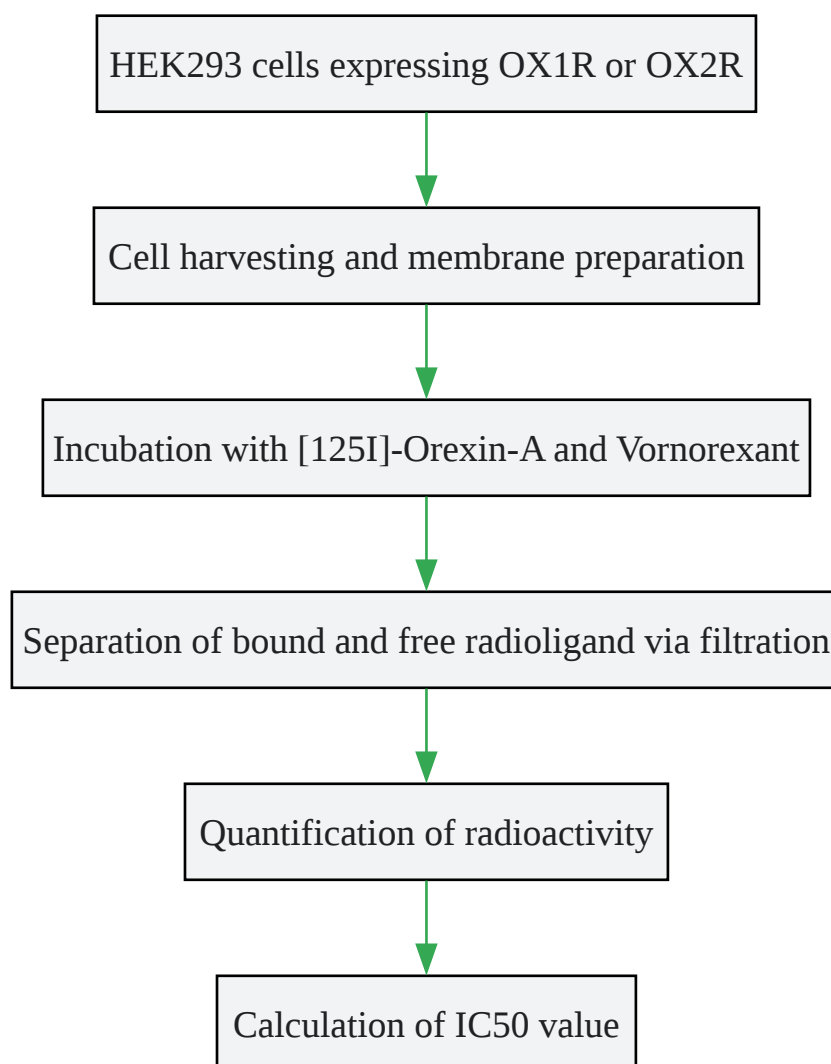 HEK293 cells expressing OX1R or OX2R
Cell harvesting and membrane preparation
Incubation with [125I]-Orexin-A and Vornorexant
Separation of bound and free radioligand via filtration
Quantification of radioactivity
Calculation of IC50 value